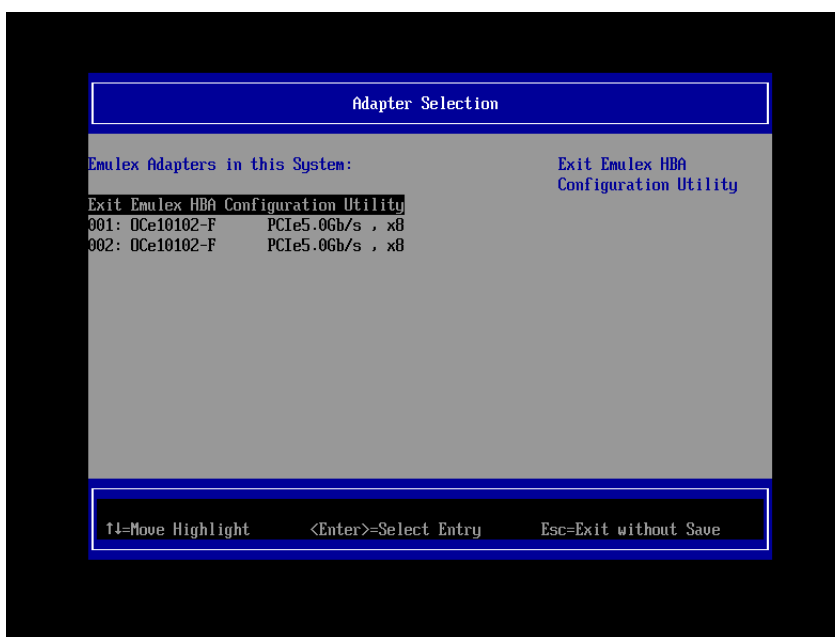 Adapter Selection
Emulex Adapters in this System:
Exit Emulex HBA
Configuration Utility
Exit Emulex HBA Configuration Utility
001: OCe10102-F PCIe5.0Gb/s , x8
002: OCe10102-F PCIe5.0Gb/s , x8
↑↓=Move Highlight <Enter>=Select Entry Esc=Exit without Save